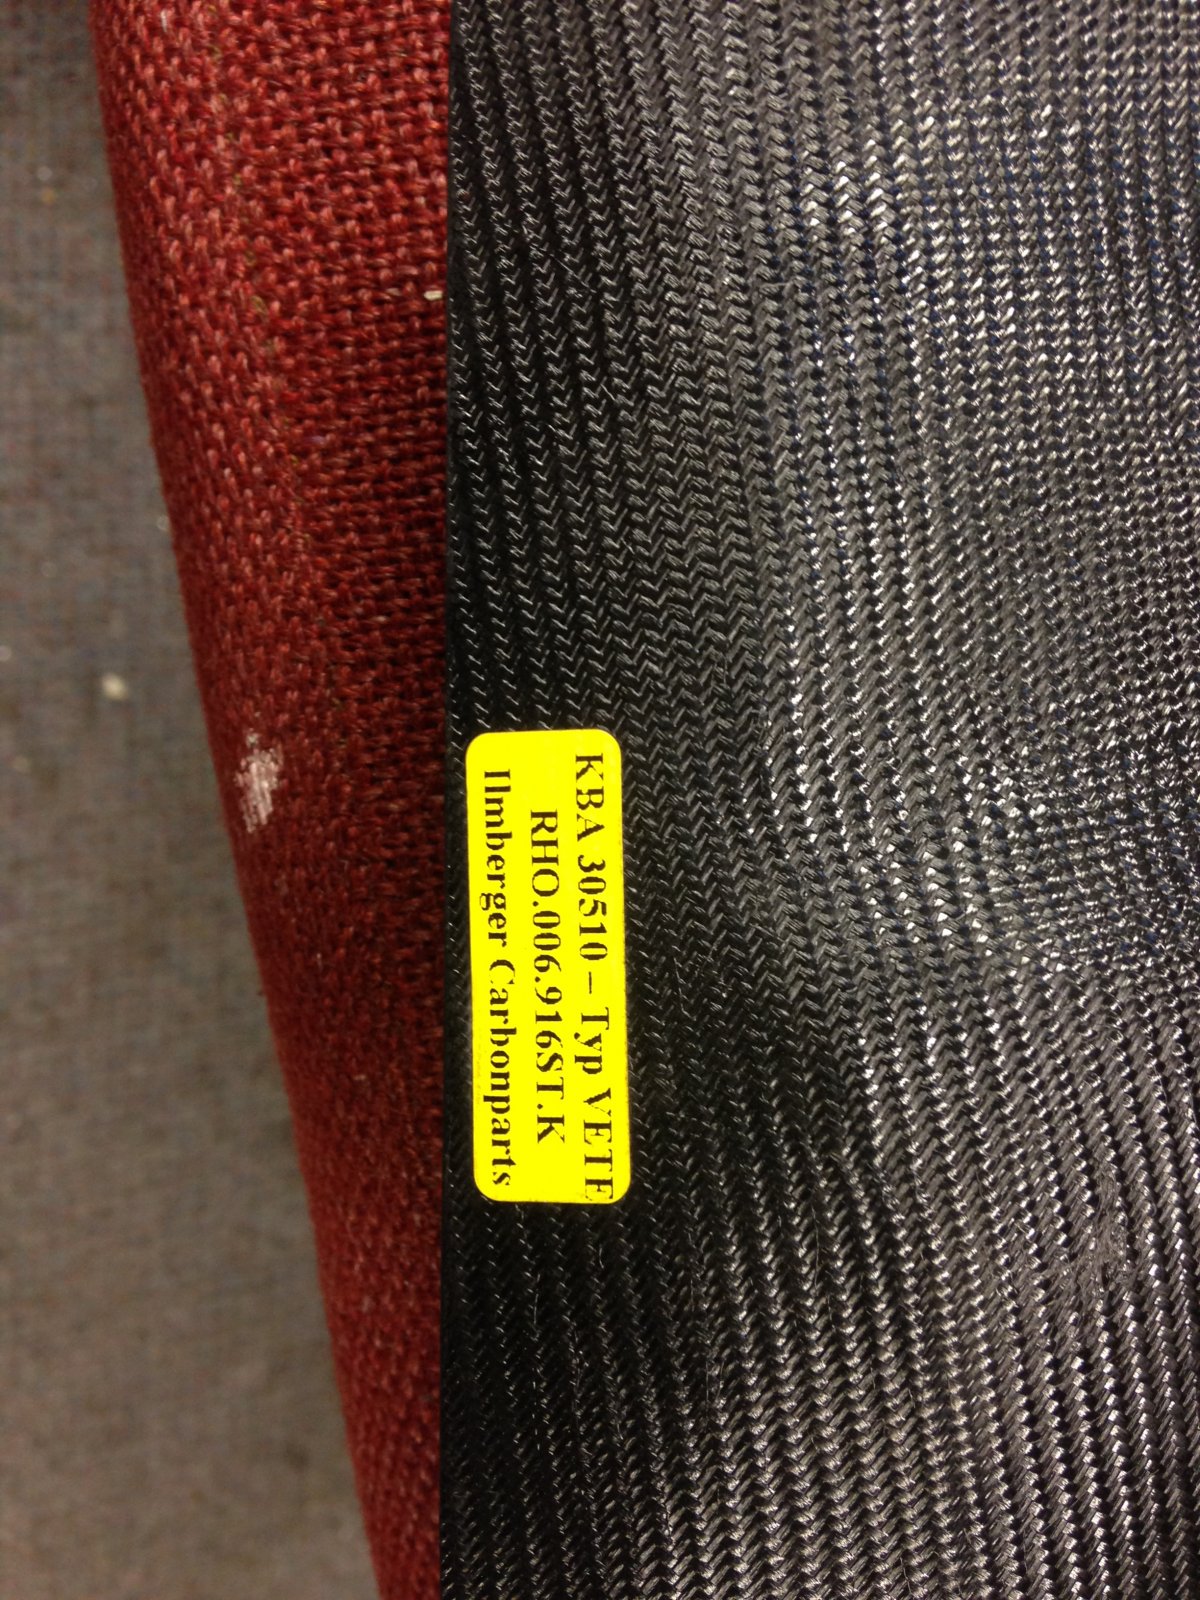 KBA 30510 – Typ VETE
RHO.006.916ST.K
Ilmberger Carbonparts